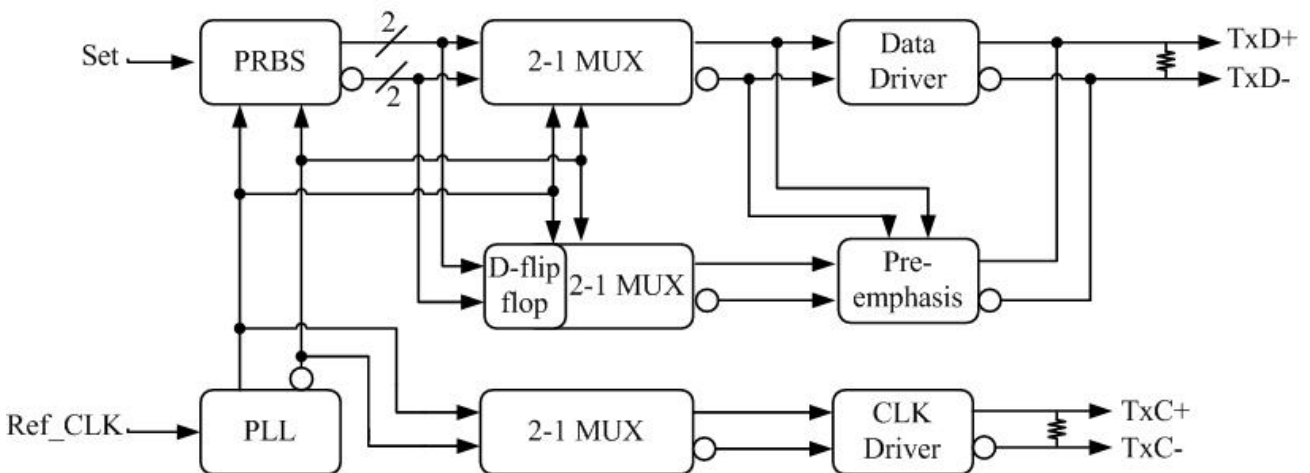 Set
PRBS
2
2
2-1 MUX
Data
Driver
TxD+
TxD-
D-flip
flop
2-1 MUX
Pre-
emphasis
Ref_CLK
PLL
2-1 MUX
CLK
Driver
TxC+
TxC-